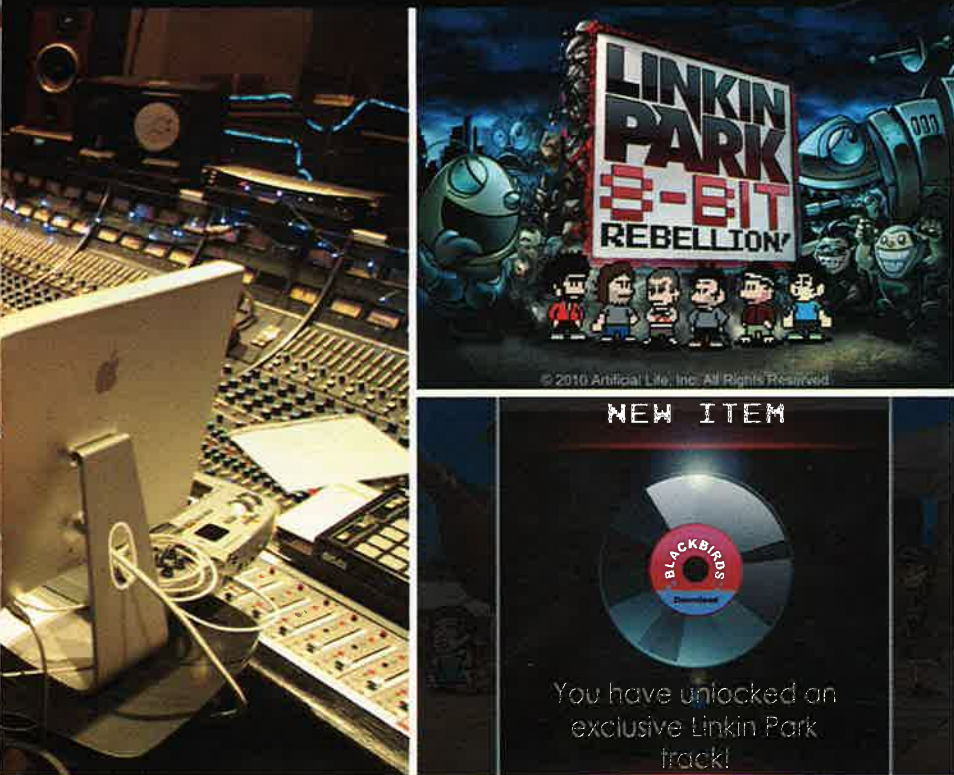 LINKIN
PARK
8-BIT
REBELLION!
© 2010 Artificial Life, Inc. All Rights Reserved
NEW ITEM
BLACKBIRDS
Download
You have unlocked an
exclusive Linkin Park
track!